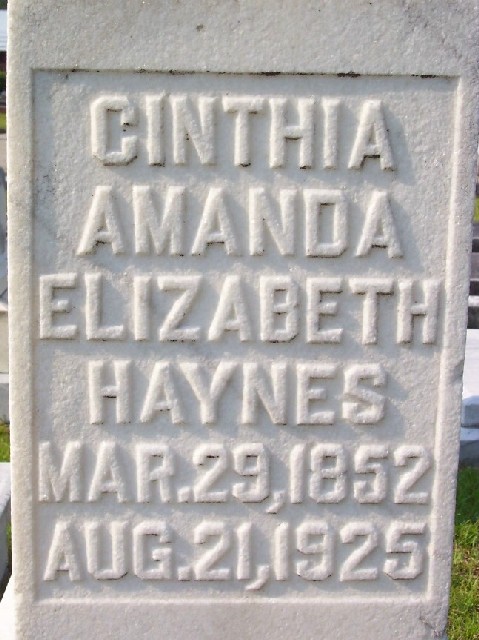 CINTHIA
AMANDA
ELIZABETH
HAYNES
MAR.29,1852
AUG.21,1925